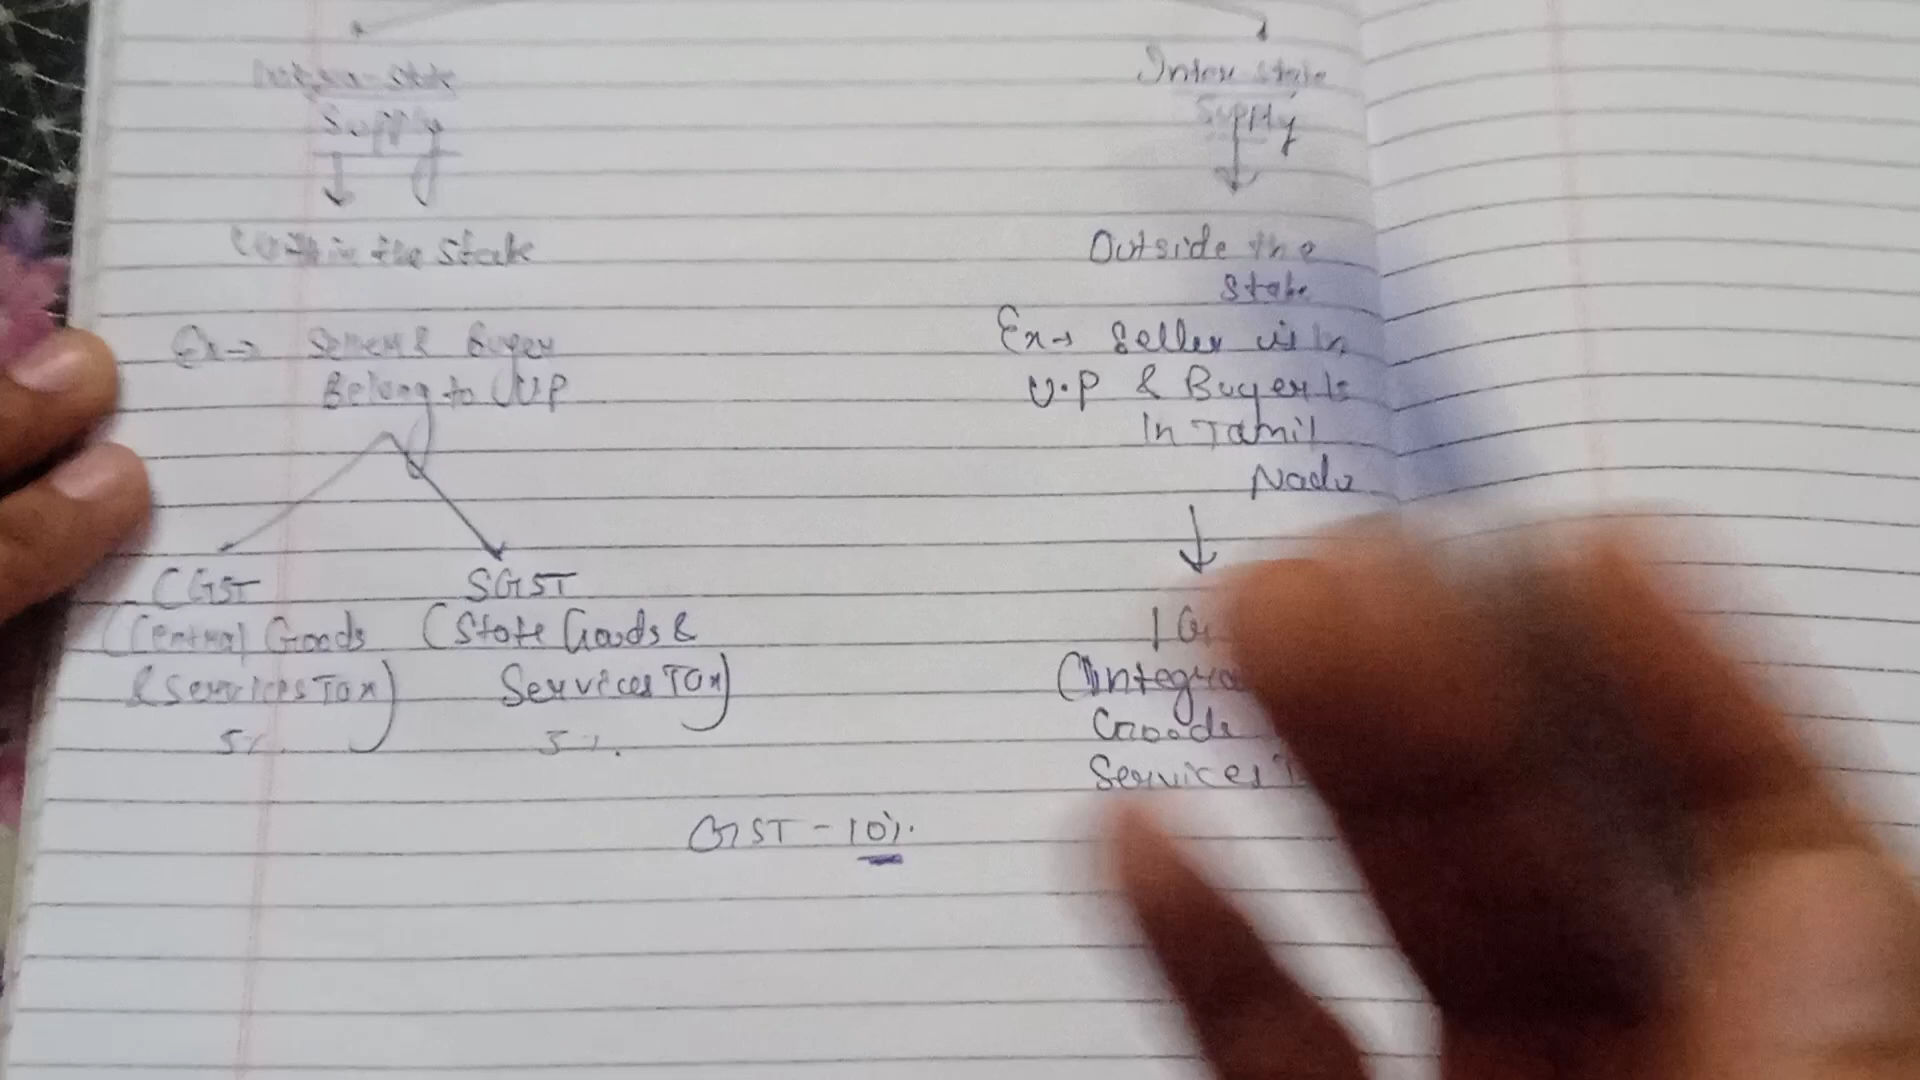 Intra-State
Supply
Within the State
Ex→ Seller & Buyer
Belong to U.P
CGST
(Central Goods
& Services Tax)
5%.
SGST
(State Goods &
Services Tax)
5%.
Inter state
Supply
Outside the
State
Ex→ Seller is in
U.P & Buyer is
in Tamil
Nadu
Goods
Services
GST - 10%.